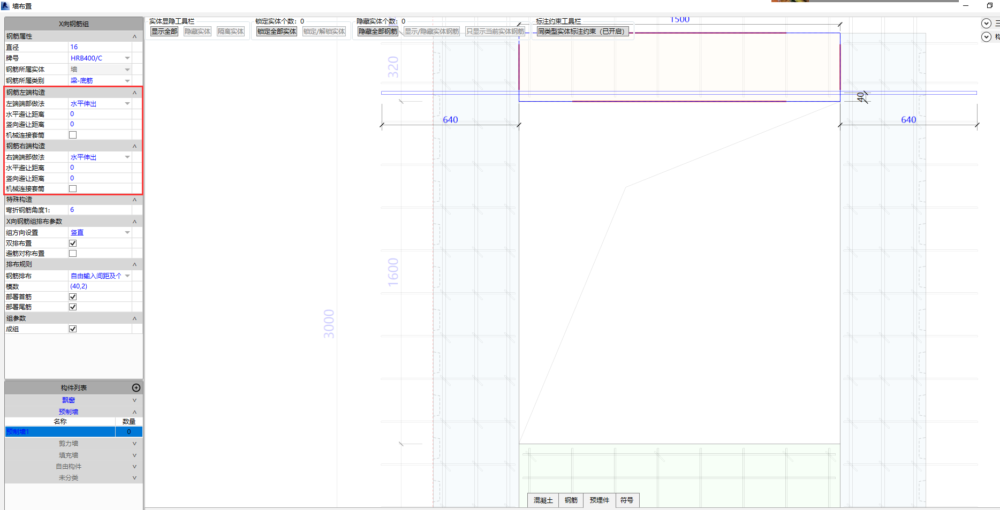 墙布置
X向钢筋组
钢筋属性
直径 16
牌号 HRB400/C
钢筋所属实体 墙
钢筋所属类别 梁-底筋
钢筋左端构造
左端端部做法 水平伸出
水平避让距离 0
竖向避让距离 0
机械连接套筒
钢筋右端构造
右端端部做法 水平伸出
水平避让距离 0
竖向避让距离 0
机械连接套筒
特殊构造
弯折钢筋角度1: 6
X向钢筋组排布参数
组方向设置 竖直
双排布置
避筋对称布置
排布规则
钢筋排布 自由输入间距及个
模数 (40,2)
部署首筋
部署尾筋
组参数
成组
构件列表
飘窗
预制墙
名称 数量
预制墙1 0
剪力墙
填充墙
自由构件
未分类
实体显隐工具栏
显示全部 隐藏实体 隔离实体
锁定实体个数: 0
锁定全部实体 锁定/解锁实体
隐藏实体个数: 0
隐藏全部钢筋 显示/隐藏实体钢筋 只显示当前实体钢筋
标注约束工具栏
同类型实体标注约束（已开启）
三
构
1500
320
40
640
640
1600
3000
混凝土 钢筋 预埋件 符号